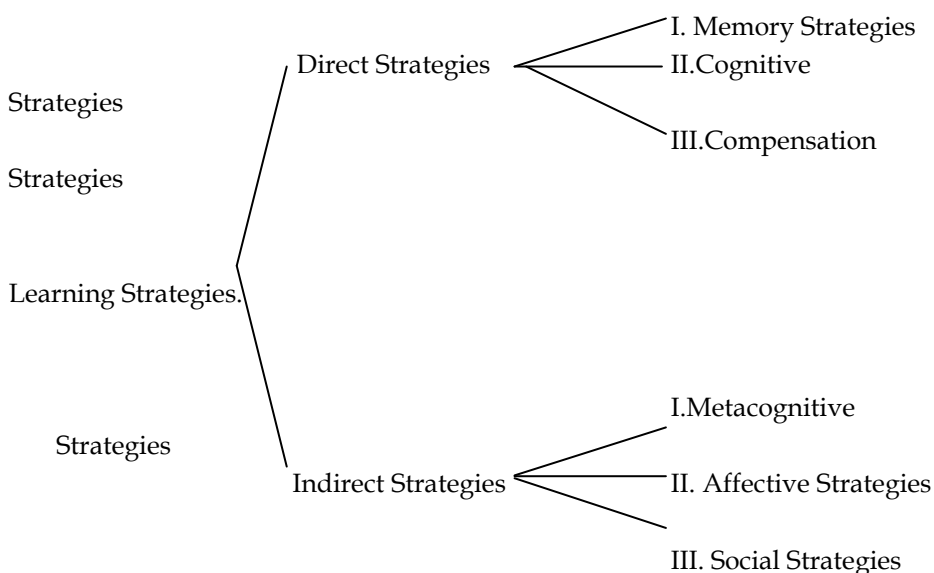 I. Memory Strategies
Direct Strategies
II.Cognitive
Strategies
III.Compensation
Strategies
Learning Strategies.
I.Metacognitive
Strategies
Indirect Strategies
II. Affective Strategies
III. Social Strategies